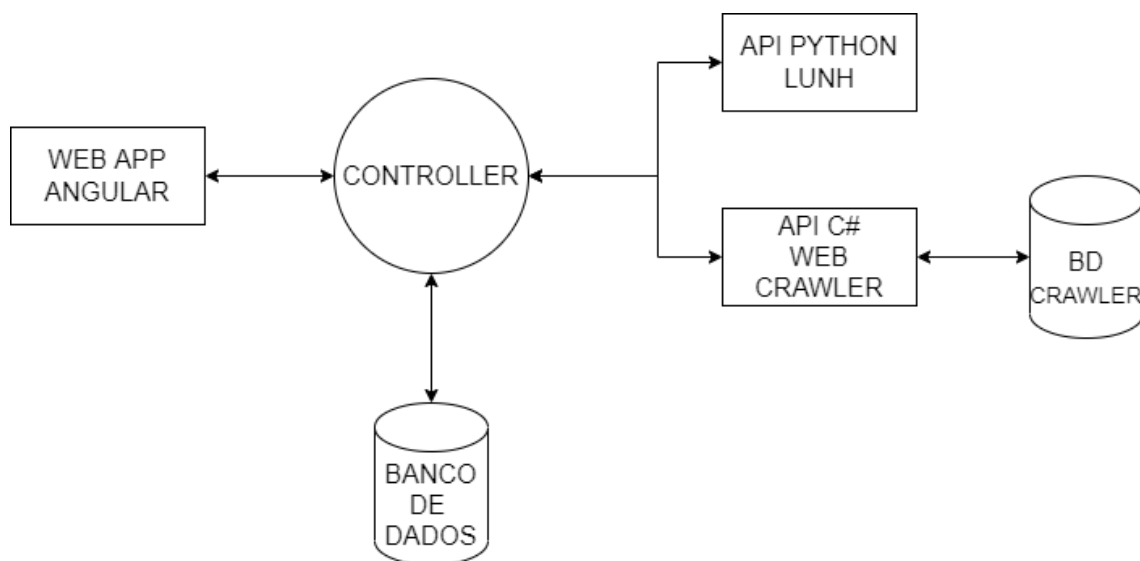 WEB APP
ANGULAR
CONTROLLER
API PYTHON
LUNH
API C#
WEB
CRAWLER
BD
CRAWLER
BANCO
DE
DADOS